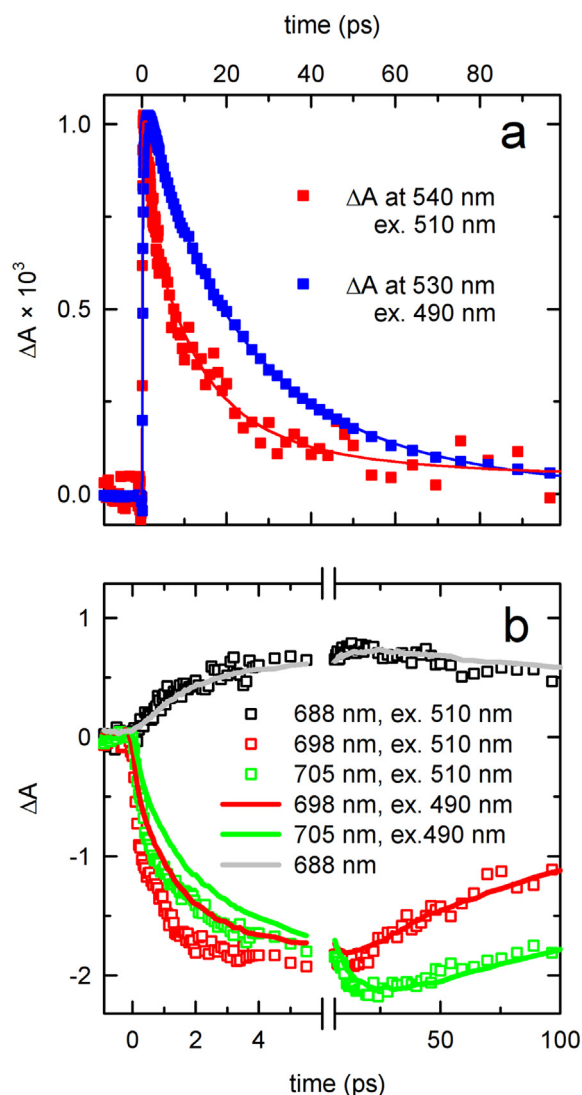 time (ps)
0 20 40 60 80
a
1.0
0.5
0.0
ΔA × 10³
ΔA at 540 nm
ex. 510 nm
ΔA at 530 nm
ex. 490 nm
b
1
0
-1
-2
ΔA
688 nm, ex. 510 nm
698 nm, ex. 510 nm
705 nm, ex. 510 nm
698 nm, ex. 490 nm
705 nm, ex.490 nm
688 nm
0 2 4 50 100
time (ps)